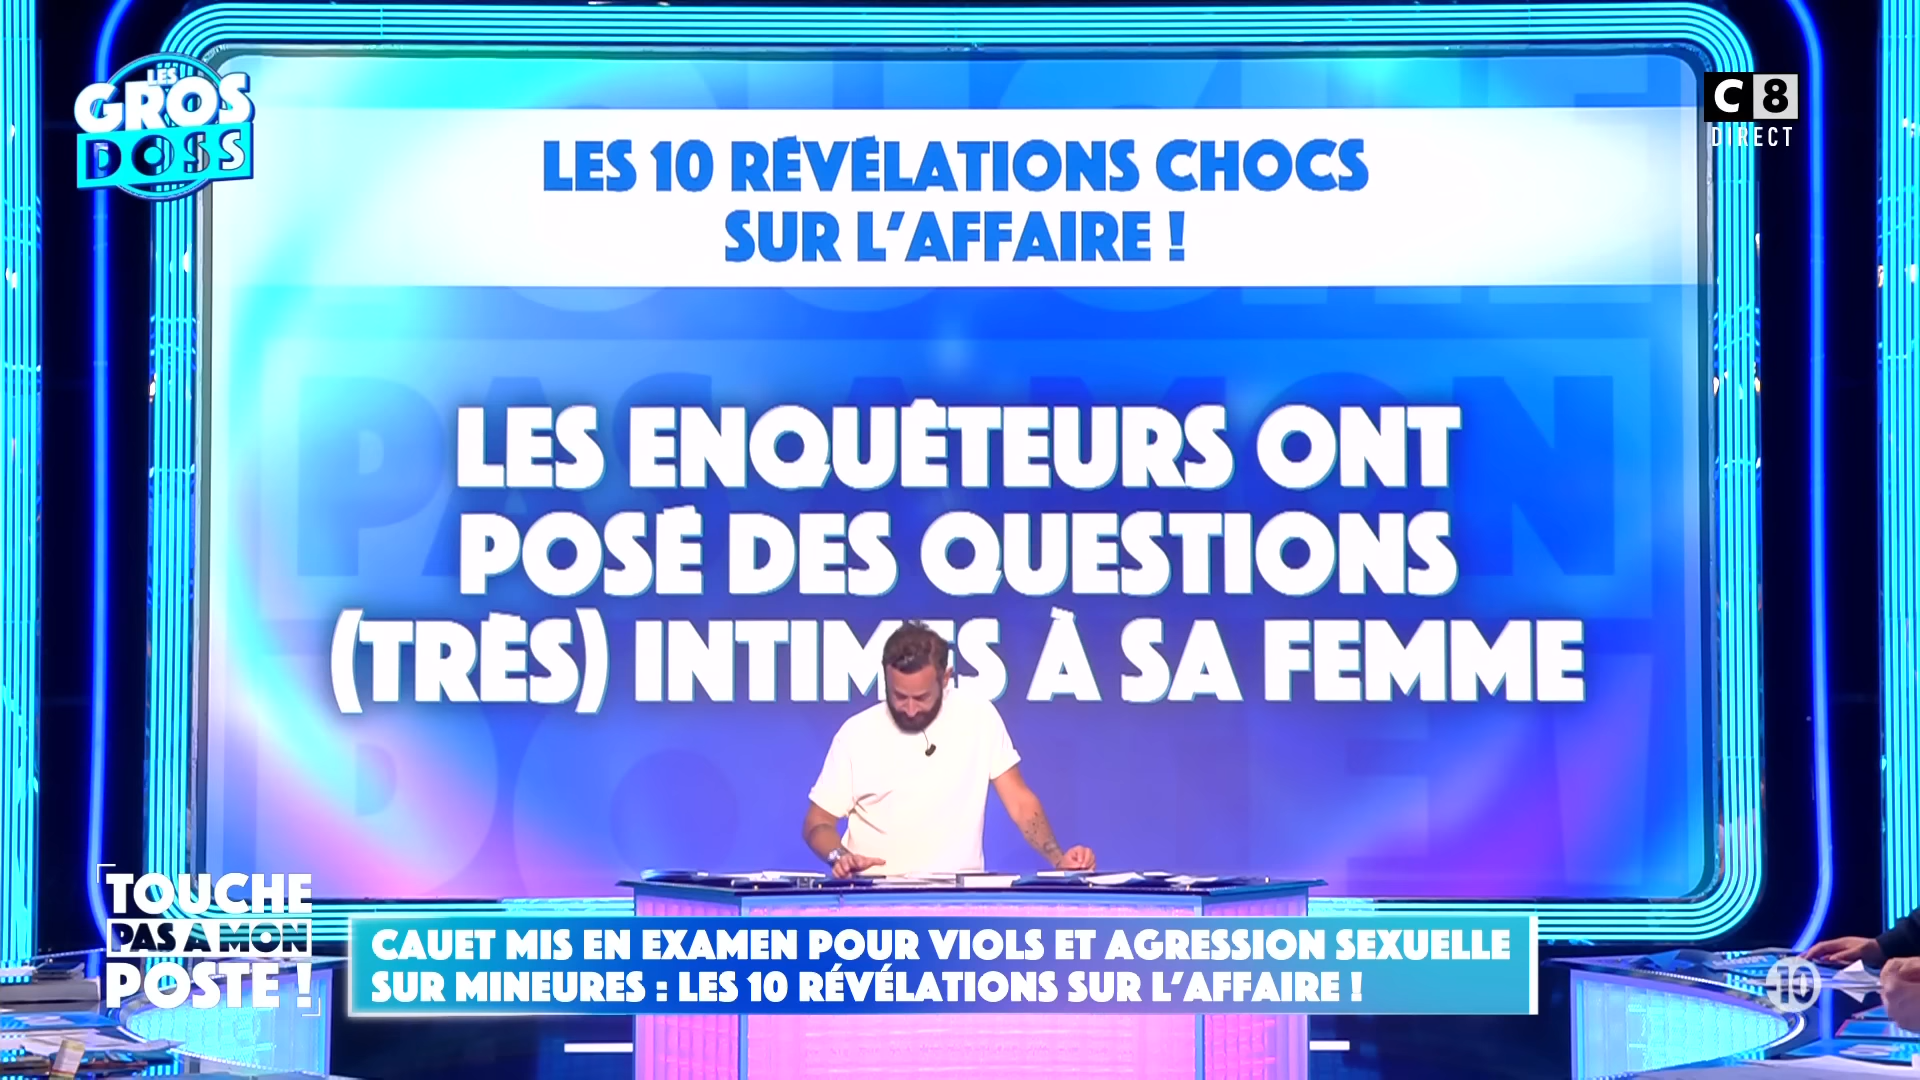 LES
GROS
DOSS
C8
DIRECT
LES 10 RÉVÉLATIONS CHOCS
SUR L'AFFAIRE !
LES ENQUÊTEURS ONT
POSÉ DES QUESTIONS
(TRÈS) INTIMES À SA FEMME
TOUCHE
PAS A MON
POSTE !
CAUET MIS EN EXAMEN POUR VIOLS ET AGRESSION SEXUELLE
SUR MINEURES : LES 10 RÉVÉLATIONS SUR L'AFFAIRE !
-10